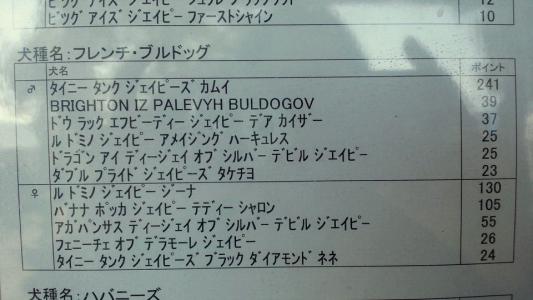 ﾋﾞｯｸﾞ ｱｲｽﾞ ｼﾞｪｲﾋﾟｰ ﾌｧｰｽﾄｼｬｲﾝ 10
犬種名：フレンチ・ブルドッグ
犬名 ポイント
♂ ﾀｲﾆｰ ﾀﾝｸ ｼﾞｪｲﾋﾟｰｽﾞ ｶﾑｲ 241
BRIGHTON IZ PALEVYH BULDOGOV 39
ﾄﾞｩ ﾗｯｸ ｴﾌﾋﾞｰﾃﾞｨｰ ｼﾞｪｲﾋﾟｰ ﾃﾞｱ ｶｲｻﾞｰ 37
ﾙ ﾄﾞﾐﾉ ｼﾞｪｲﾋﾟｰ ｱﾒｲｼﾞﾝｸﾞ ﾊｰｷｭﾚｽ 25
ﾄﾞﾗｺﾞﾝ ｱｲ ﾃﾞｨｰｼﾞｪｲ ｵﾌﾞ ｼﾙﾊﾞｰ ﾃﾞﾋﾞﾙ ｼﾞｪｲﾋﾟｰ 25
ﾀﾞﾌﾞﾙ ﾌﾟﾗｲﾄﾞ ｼﾞｪｲﾋﾟｰｽﾞ ﾀｹﾁﾖ 23
♀ ﾙ ﾄﾞﾐﾉ ｼﾞｪｲﾋﾟｰ ｼﾞｰﾅ 130
ﾊﾞﾅﾅ ﾎﾟｯｶ ｼﾞｪｲﾋﾟｰ ﾃﾃﾞｨｰ ｼｬﾛﾝ 105
ｱｶﾞﾊﾟﾝｻｽ ﾃﾞｨｰｼﾞｪｲ ｵﾌﾞ ｼﾙﾊﾞｰ ﾃﾞﾋﾞﾙ ｼﾞｪｲﾋﾟｰ 55
ﾌｪﾆｰﾁｪ ｵﾌﾞ ﾃﾞﾗﾓｰﾚ ｼﾞｪｲﾋﾟｰ 26
ﾀｲﾆｰ ﾀﾝｸ ｼﾞｪｲﾋﾟｰｽﾞ ﾌﾞﾗｯｸ ﾀﾞｲｱﾓﾝﾄﾞ ﾈﾈ 24
犬種名：ハバニーズ